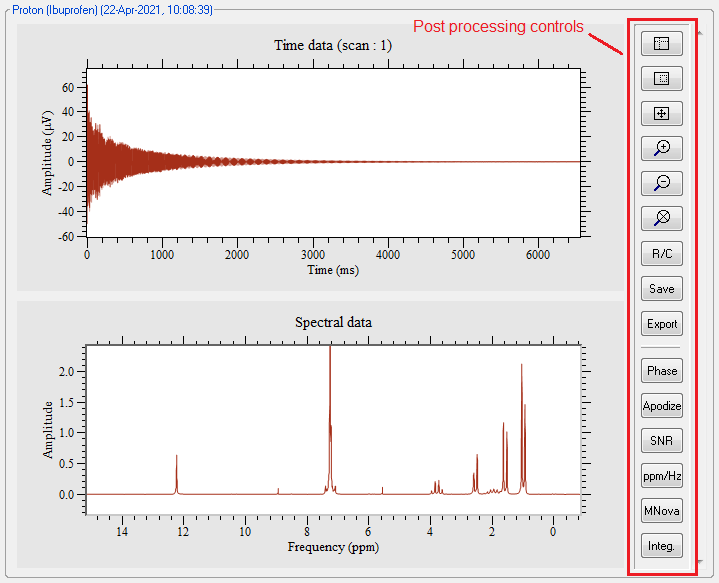 Proton (Ibuprofen) (22-Apr-2021, 10:08:39)
Post processing controls
Time data (scan : 1)
60
40
20
0
-20
-40
-60
Amplitude (µV)
0 1000 2000 3000 4000 5000 6000
Time (ms)
Spectral data
2.0
1.5
1.0
0.5
0.0
Amplitude
14 12 10 8 6 4 2 0
Frequency (ppm)
R/C
Save
Export
Phase
Apodize
SNR
ppm/Hz
MNova
Integ.